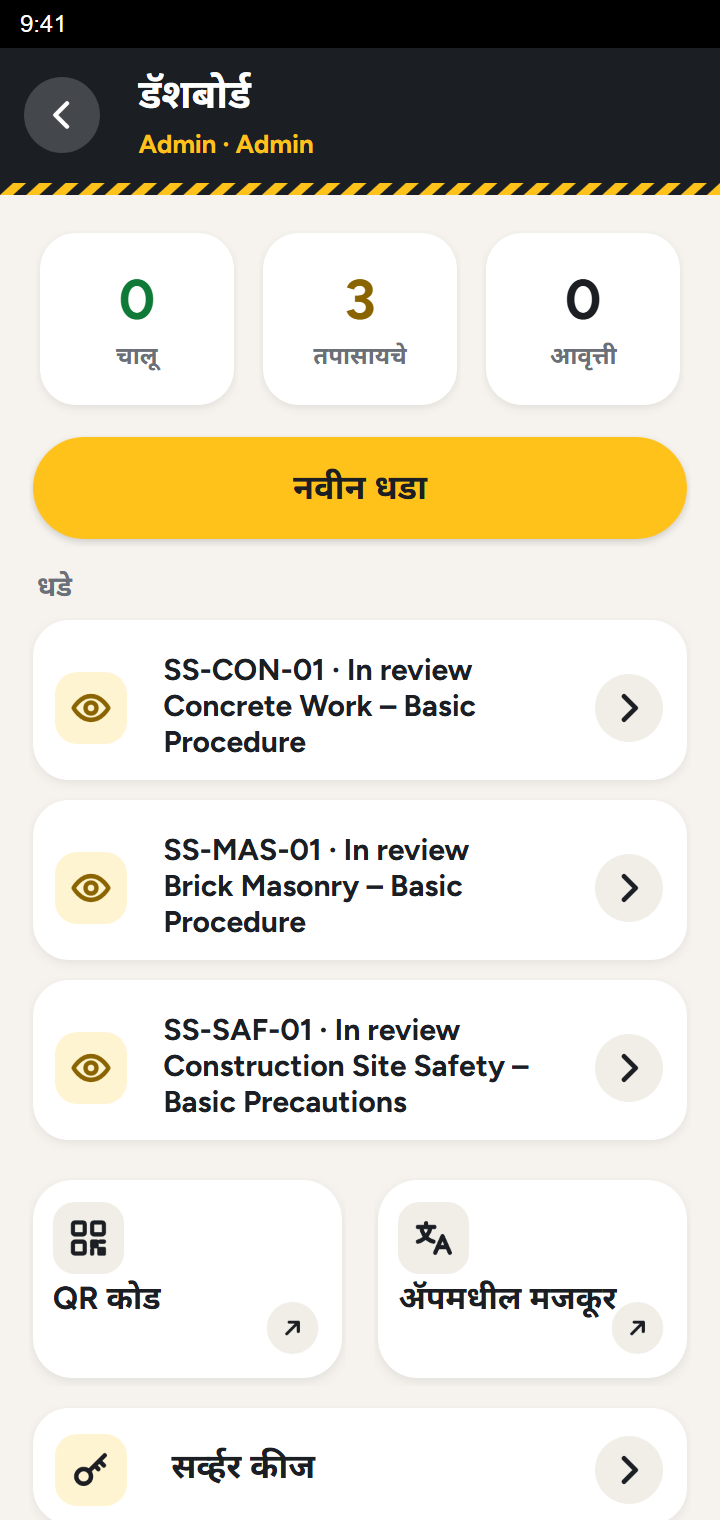 9:41
डॅशबोर्ड
Admin · Admin
0
चालू
3
तपासायचे
0
आवृत्ती
नवीन धडा
धडे
SS-CON-01 · In review
Concrete Work – Basic
Procedure
SS-MAS-01 · In review
Brick Masonry – Basic
Procedure
SS-SAF-01 · In review
Construction Site Safety –
Basic Precautions
QR कोड
ॲपमधील मजकूर
सर्व्हर कीज